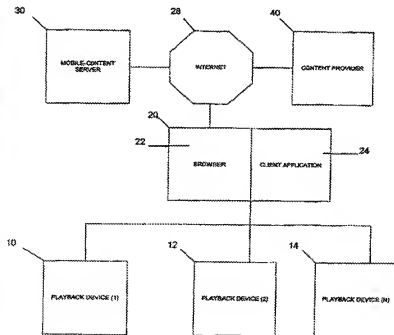 30
28
40
MOBILE-CONTENT
SERVER
INTERNET
CONTENT PROVIDER
20
22
24
BROWSER
CLIENT APPLICATION
10
12
14
PLAYBACK DEVICE (1)
PLAYBACK DEVICE (2)
PLAYBACK DEVICE (N)